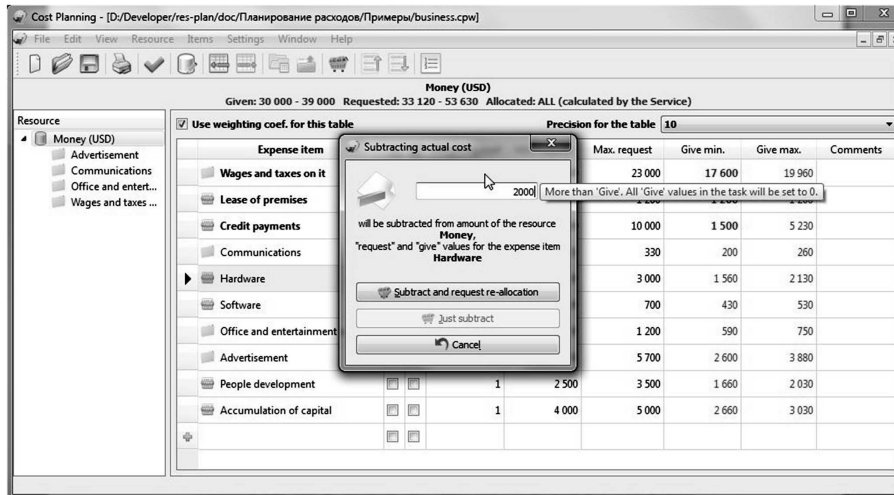 Cost Planning - [D:/Developer/res-plan/doc/Планирование расходов/Примеры/business.cpw]
File Edit View Resource Items Settings Window Help
Money (USD)
Given: 30 000 - 39 000 Requested: 33 120 - 53 630 Allocated: ALL (calculated by the Service)
Resource
Money (USD)
Advertisement
Communications
Office and entert...
Wages and taxes ...
Use weighting coef. for this table Precision for the table 10
Expense item Max. request Give min. Give max. Comments
Wages and taxes on it 23 000 17 600 19 960
Lease of premises
Credit payments 10 000 1 500 5 230
Communications 330 200 260
Hardware 3 000 1 560 2 130
Software 700 430 530
Office and entertainment 1 200 590 750
Advertisement 5 700 2 600 3 880
People development 1 2 500 3 500 1 660 2 030
Accumulation of capital 1 4 000 5 000 2 660 3 030
Subtracting actual cost
2000
More than 'Give'. All 'Give' values in the task will be set to 0.
will be subtracted from amount of the resource
Money,
"request" and "give" values for the expense item
Hardware
Subtract and request re-allocation
Just subtract
Cancel